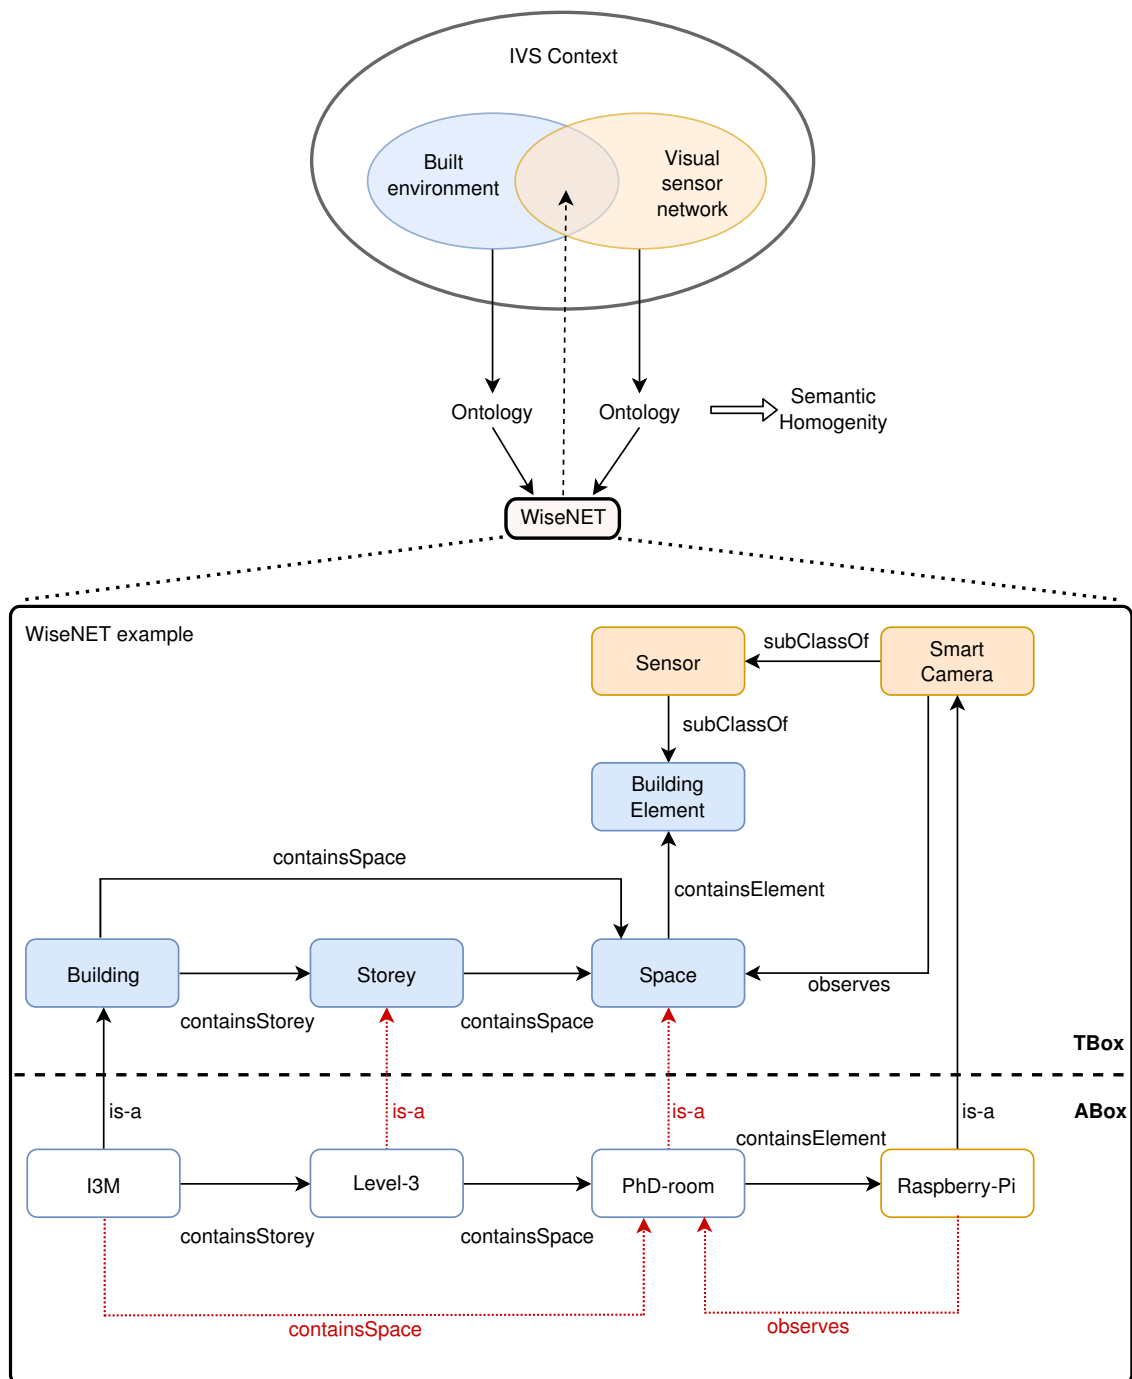 IVS Context
Built
environment
Visual
sensor
network
Ontology
Ontology
Semantic
Homogenity
WiseNET
WiseNET example
Sensor
subClassOf
Smart
Camera
subClassOf
Building
Element
containsSpace
containsElement
Building
Storey
Space
observes
containsStorey
containsSpace
TBox
is-a
is-a
is-a
is-a
ABox
containsElement
I3M
Level-3
PhD-room
Raspberry-Pi
containsStorey
containsSpace
containsSpace
observes